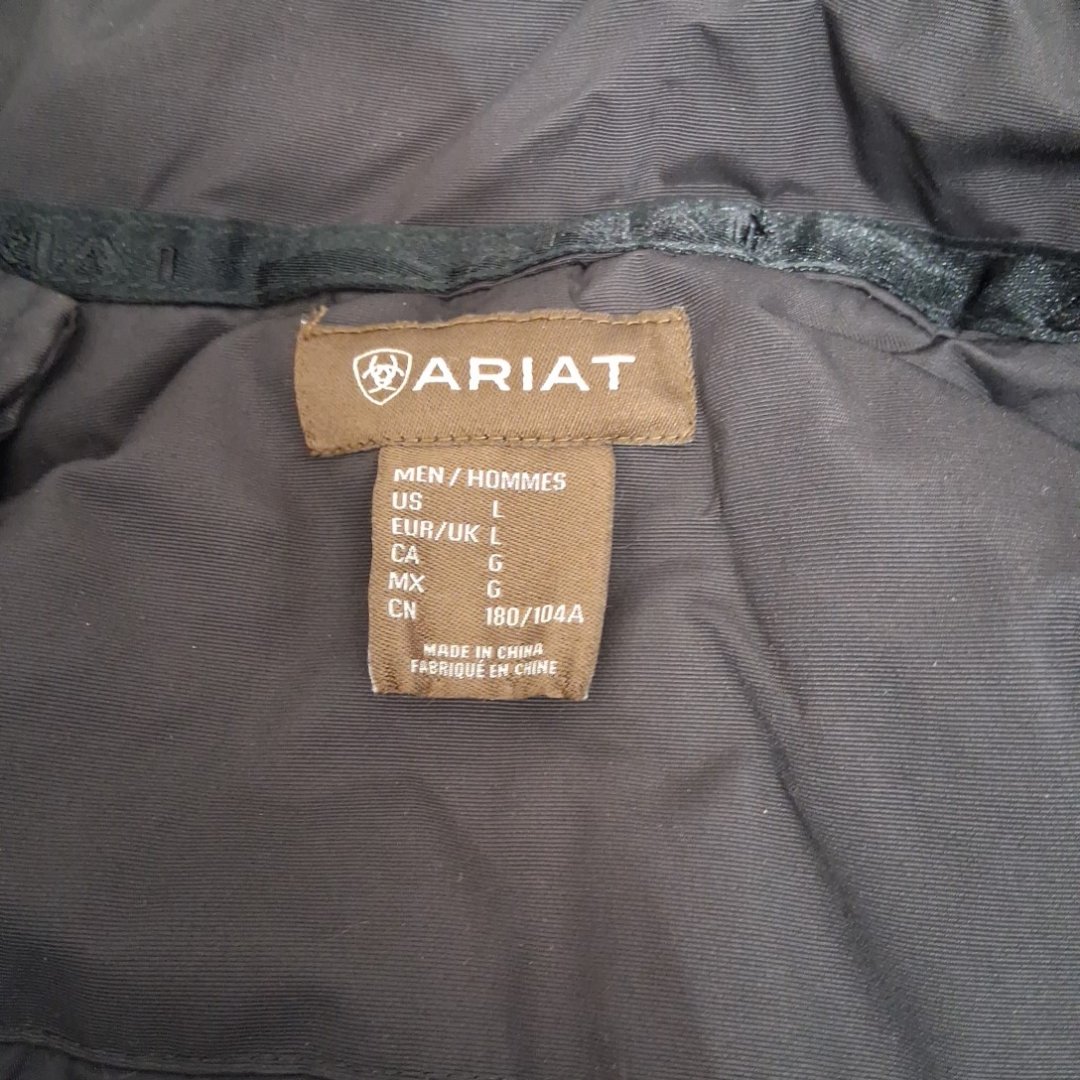 ARIAT
MEN / HOMMES
US L
EUR/UK L
CA G
MX G
CN 180/104A
MADE IN CHINA
FABRIQUÉ EN CHINE